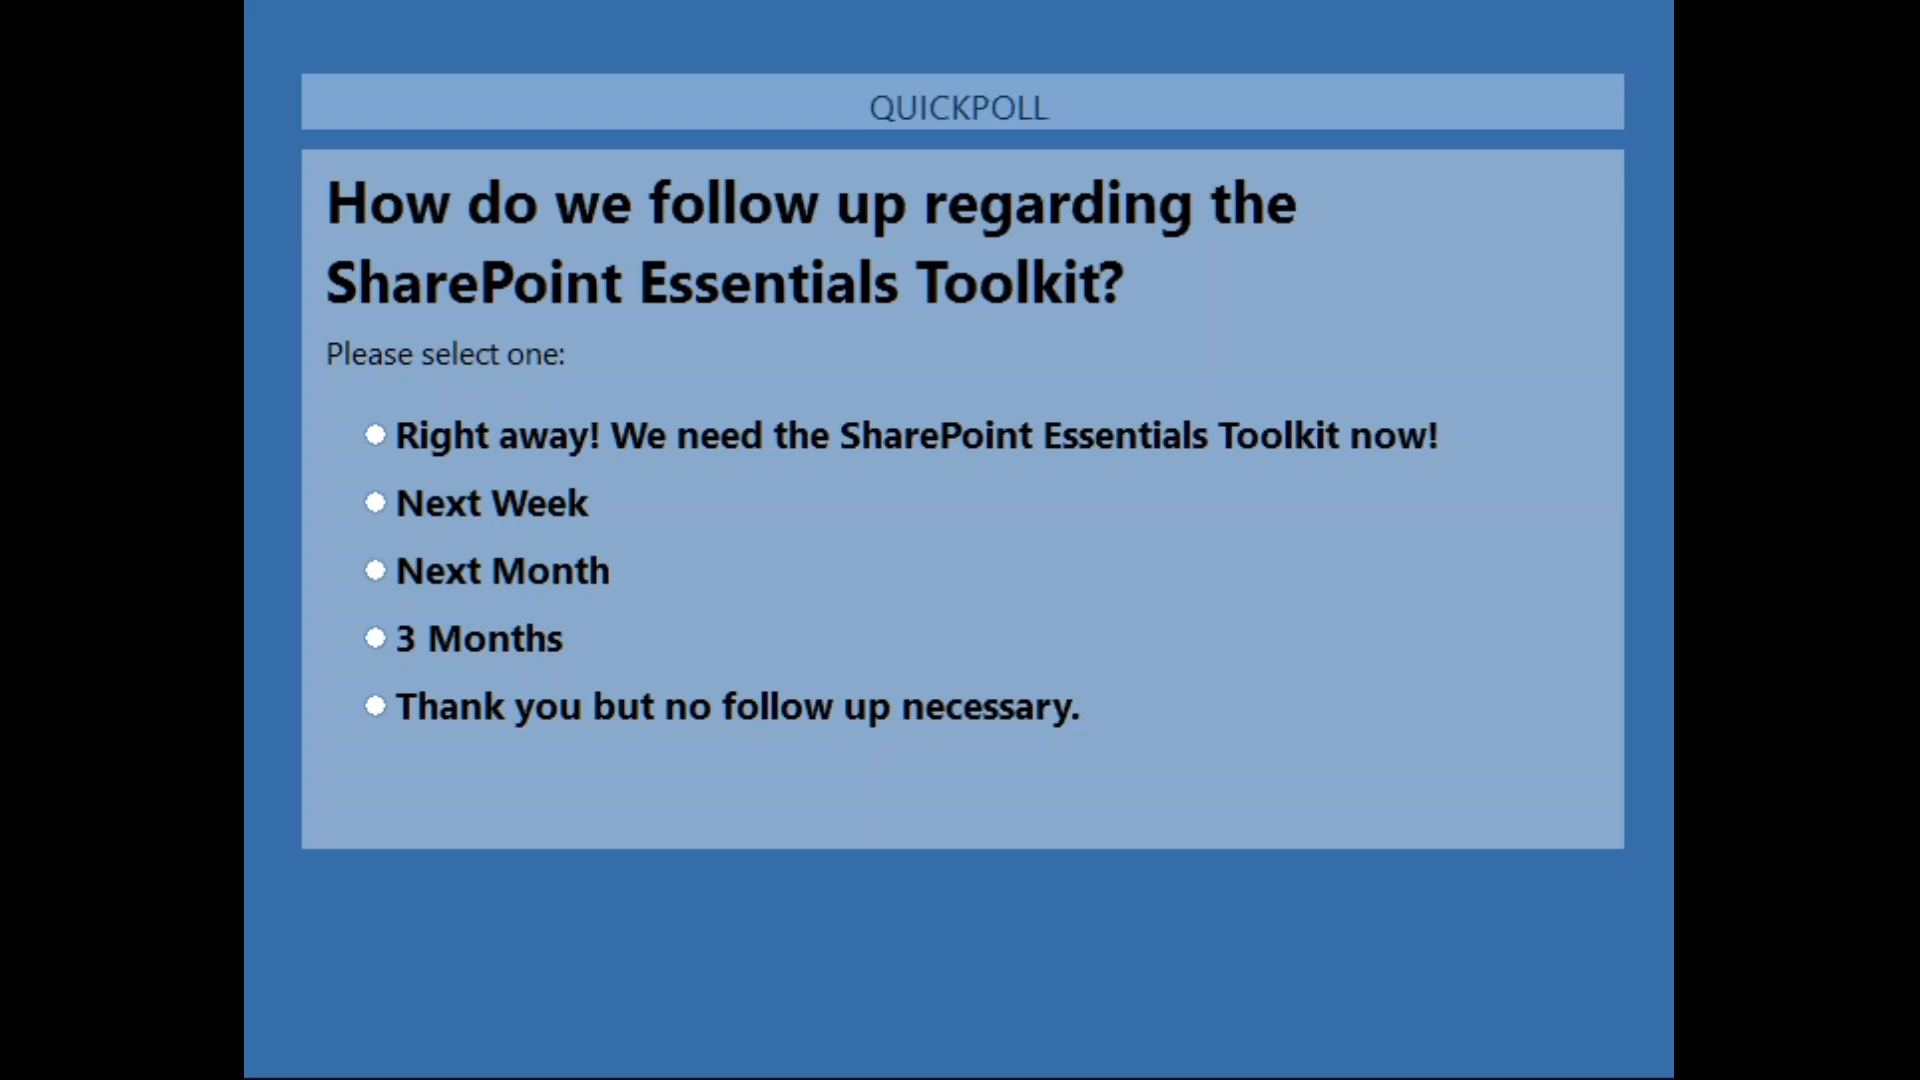 QUICKPOLL
How do we follow up regarding the
SharePoint Essentials Toolkit?
Please select one:
Right away! We need the SharePoint Essentials Toolkit now!
Next Week
Next Month
3 Months
Thank you but no follow up necessary.